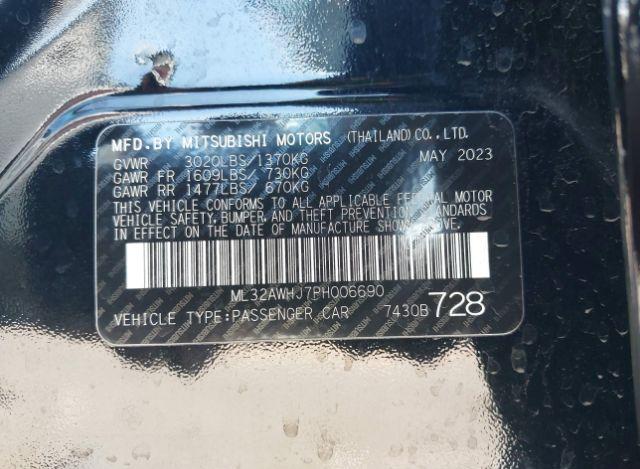 MFD.BY MITSUBISHI MOTORS (THAILAND)CO.,LTD.
GVWR 3020LBS 1370KG MAY 2023
GAWR FR 1609LBS 730KG
GAWR RR 1477LBS 670KG
THIS VEHICLE CONFORMS TO ALL APPLICABLE FEDERAL MOTOR
VEHICLE SAFETY, BUMPER, AND THEFT PREVENTION STANDARDS
IN EFFECT ON THE DATE OF MANUFACTURE SHOWN ABOVE.
ML32AWHJ7PH006690
VEHICLE TYPE:PASSENGER CAR 7430B 728